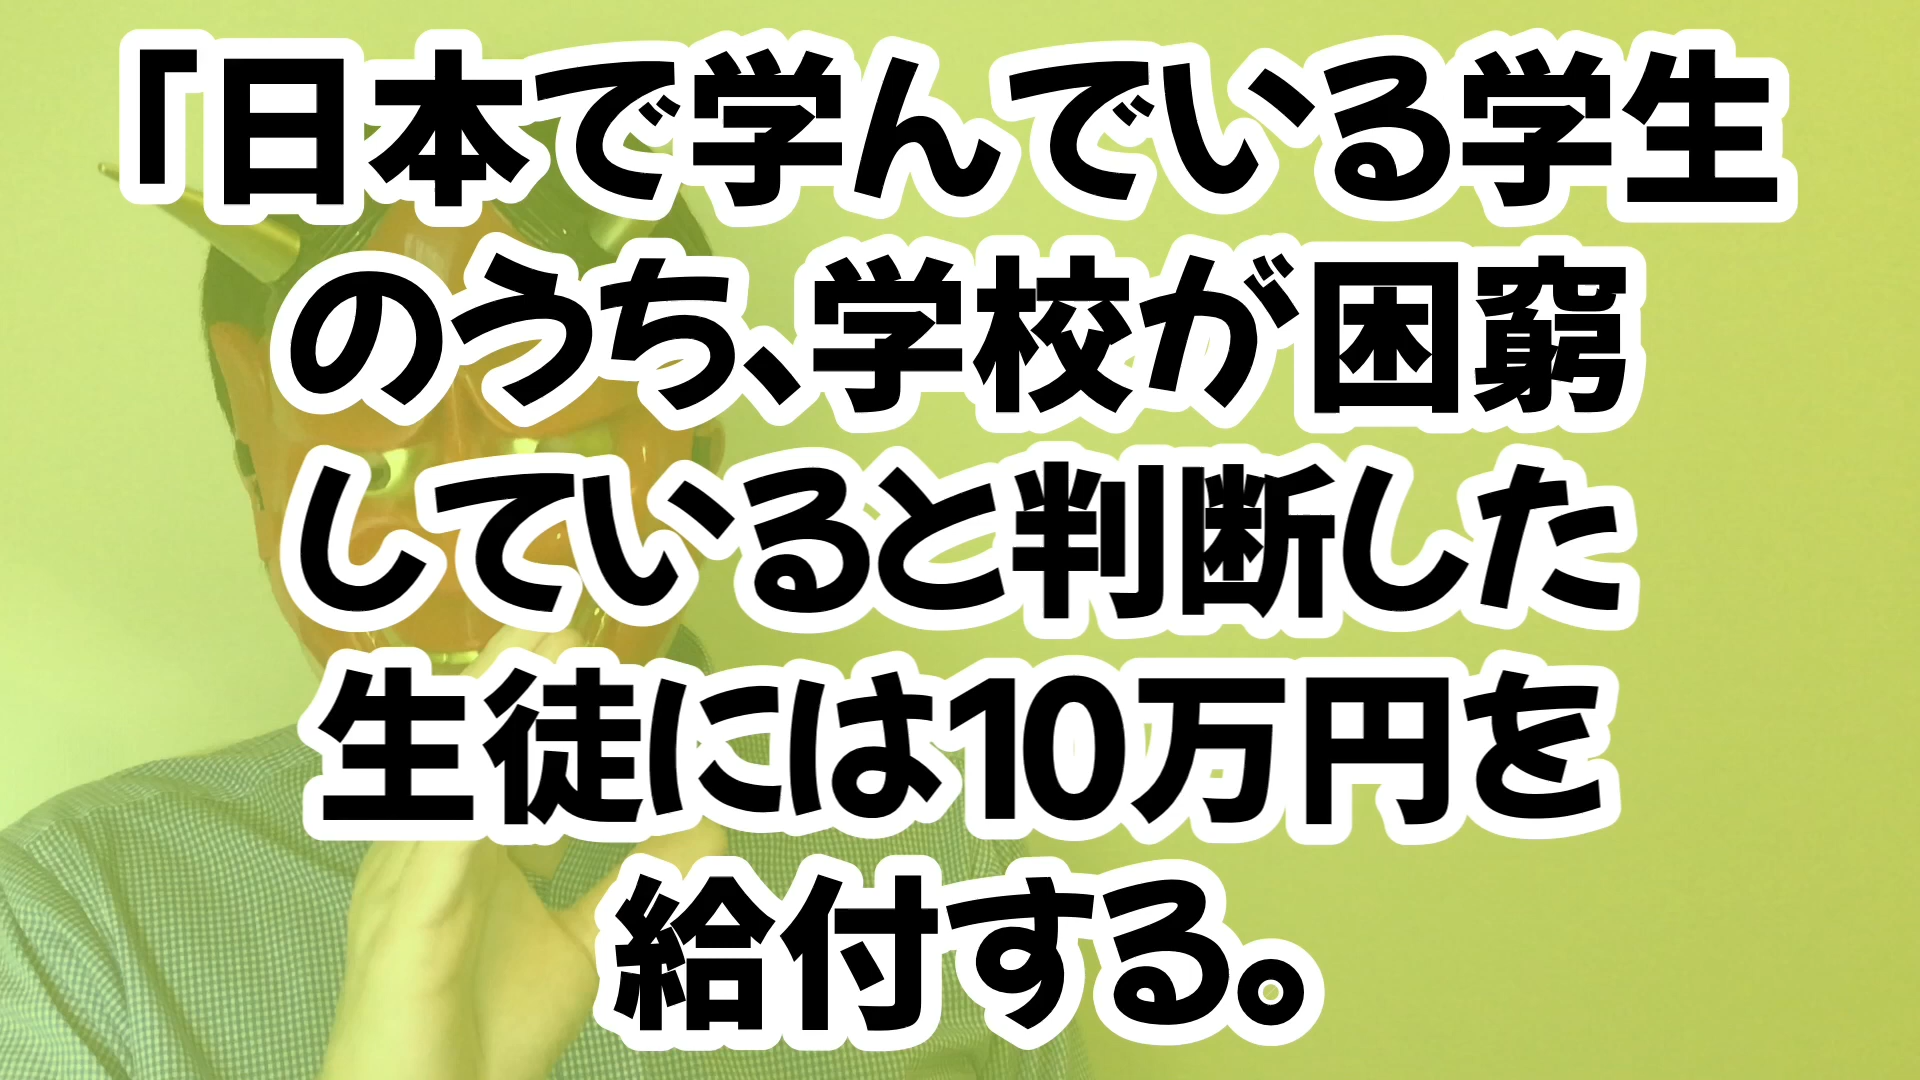 「日本で学んでいる学生
のうち、学校が困窮
していると判断した
生徒には10万円を
給付する。